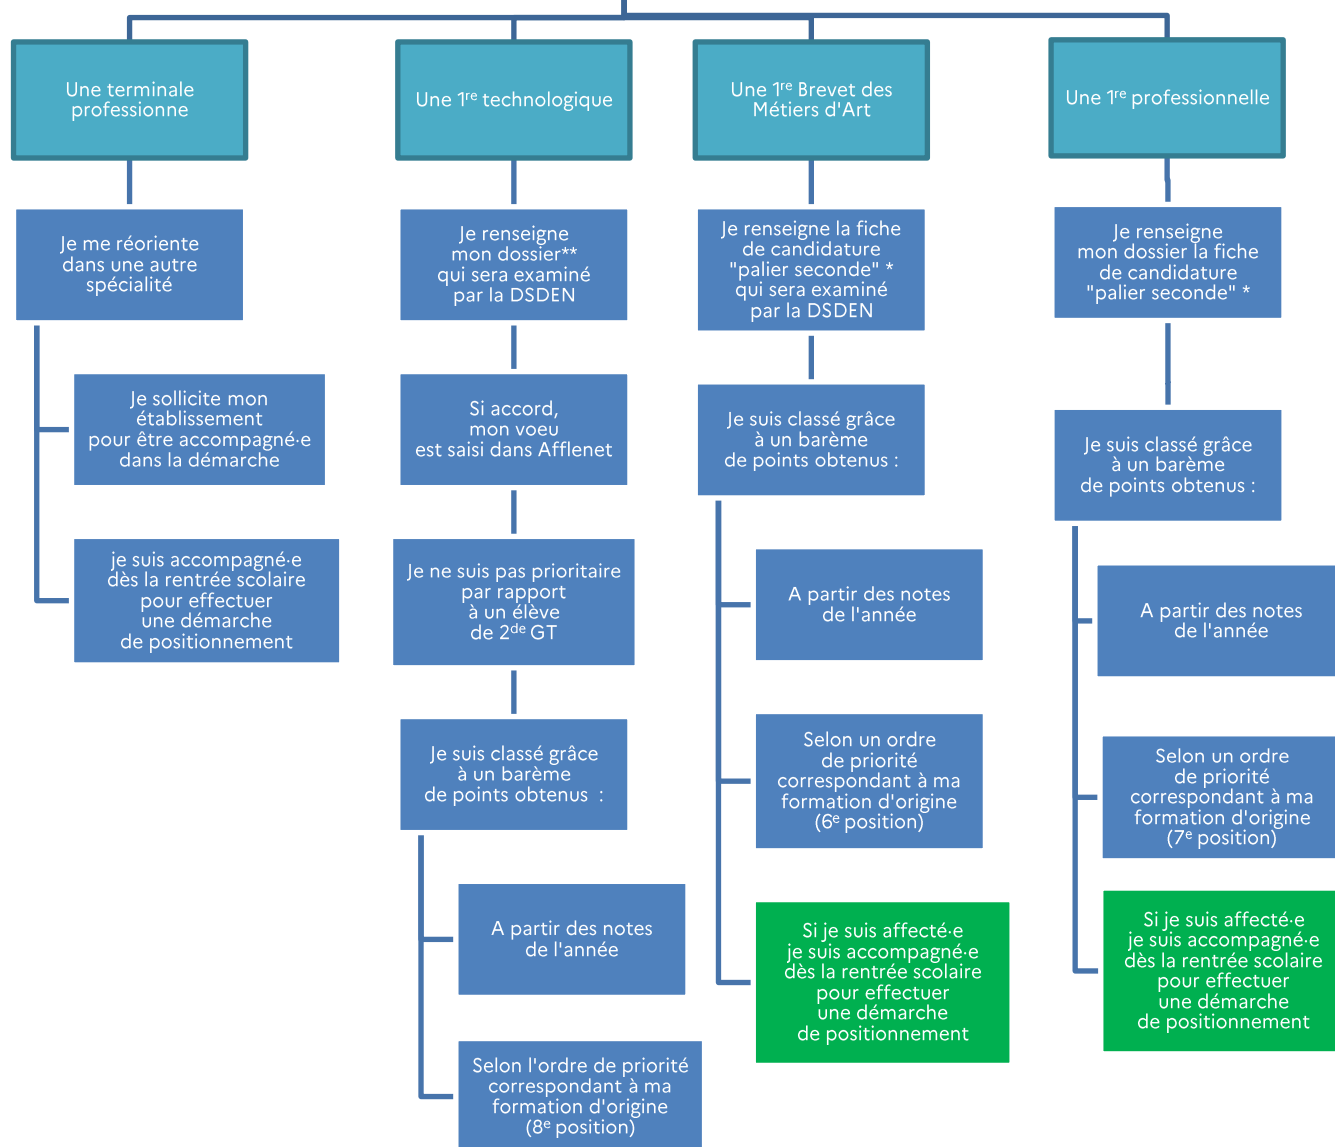 Une terminale
professionne
Je me réoriente
dans une autre
spécialité
Je sollicite mon
établissement
pour être accompagné·e
dans la démarche
je suis accompagné·e
dès la rentrée scolaire
pour effectuer
une démarche
de positionnement
Une 1re technologique
Je renseigne
mon dossier**
qui sera examiné
par la DSDEN
Si accord,
mon voeu
est saisi dans Afflenet
Je ne suis pas prioritaire
par rapport
à un élève
de 2de GT
Je suis classé grâce
à un barème
de points obtenus :
A partir des notes
de l'année
Selon l'ordre de priorité
correspondant à ma
formation d'origine
(8e position)
Une 1re Brevet des
Métiers d'Art
Je renseigne la fiche
de candidature
"palier seconde" *
qui sera examiné
par la DSDEN
Je suis classé grâce
à un barème
de points obtenus :
A partir des notes
de l'année
Selon un ordre
de priorité
correspondant à ma
formation d'origine
(6e position)
Si je suis affecté·e
je suis accompagné·e
dès la rentrée scolaire
pour effectuer
une démarche
de positionnement
Une 1re professionnelle
Je renseigne
mon dossier la fiche
de candidature
"palier seconde" *
Je suis classé grâce
à un barème
de points obtenus :
A partir des notes
de l'année
Selon un ordre
de priorité
correspondant à ma
formation d'origine
(7e position)
Si je suis affecté·e
je suis accompagné·e
dès la rentrée scolaire
pour effectuer
une démarche
de positionnement